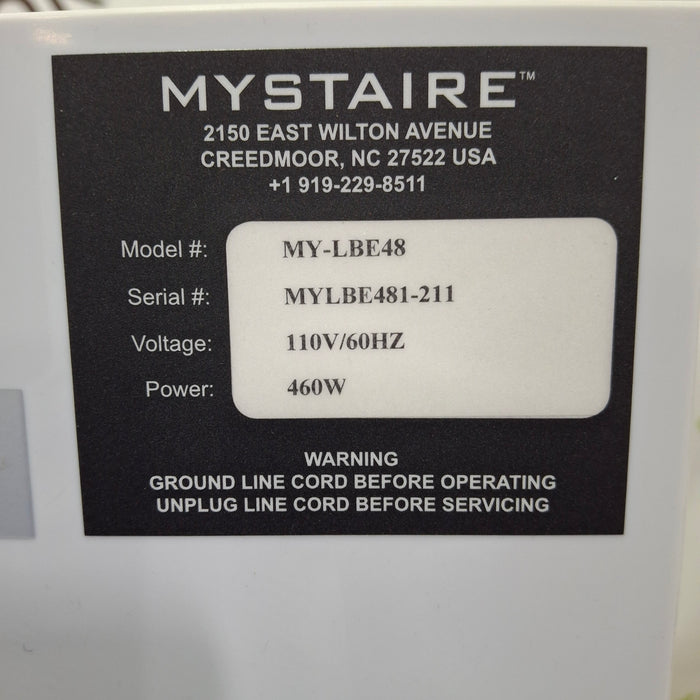 MYSTAIRE™
2150 EAST WILTON AVENUE
CREEDMOOR, NC 27522 USA
+1 919-229-8511
Model #: MY-LBE48
Serial #: MYLBE481-211
Voltage: 110V/60HZ
Power: 460W
WARNING
GROUND LINE CORD BEFORE OPERATING
UNPLUG LINE CORD BEFORE SERVICING